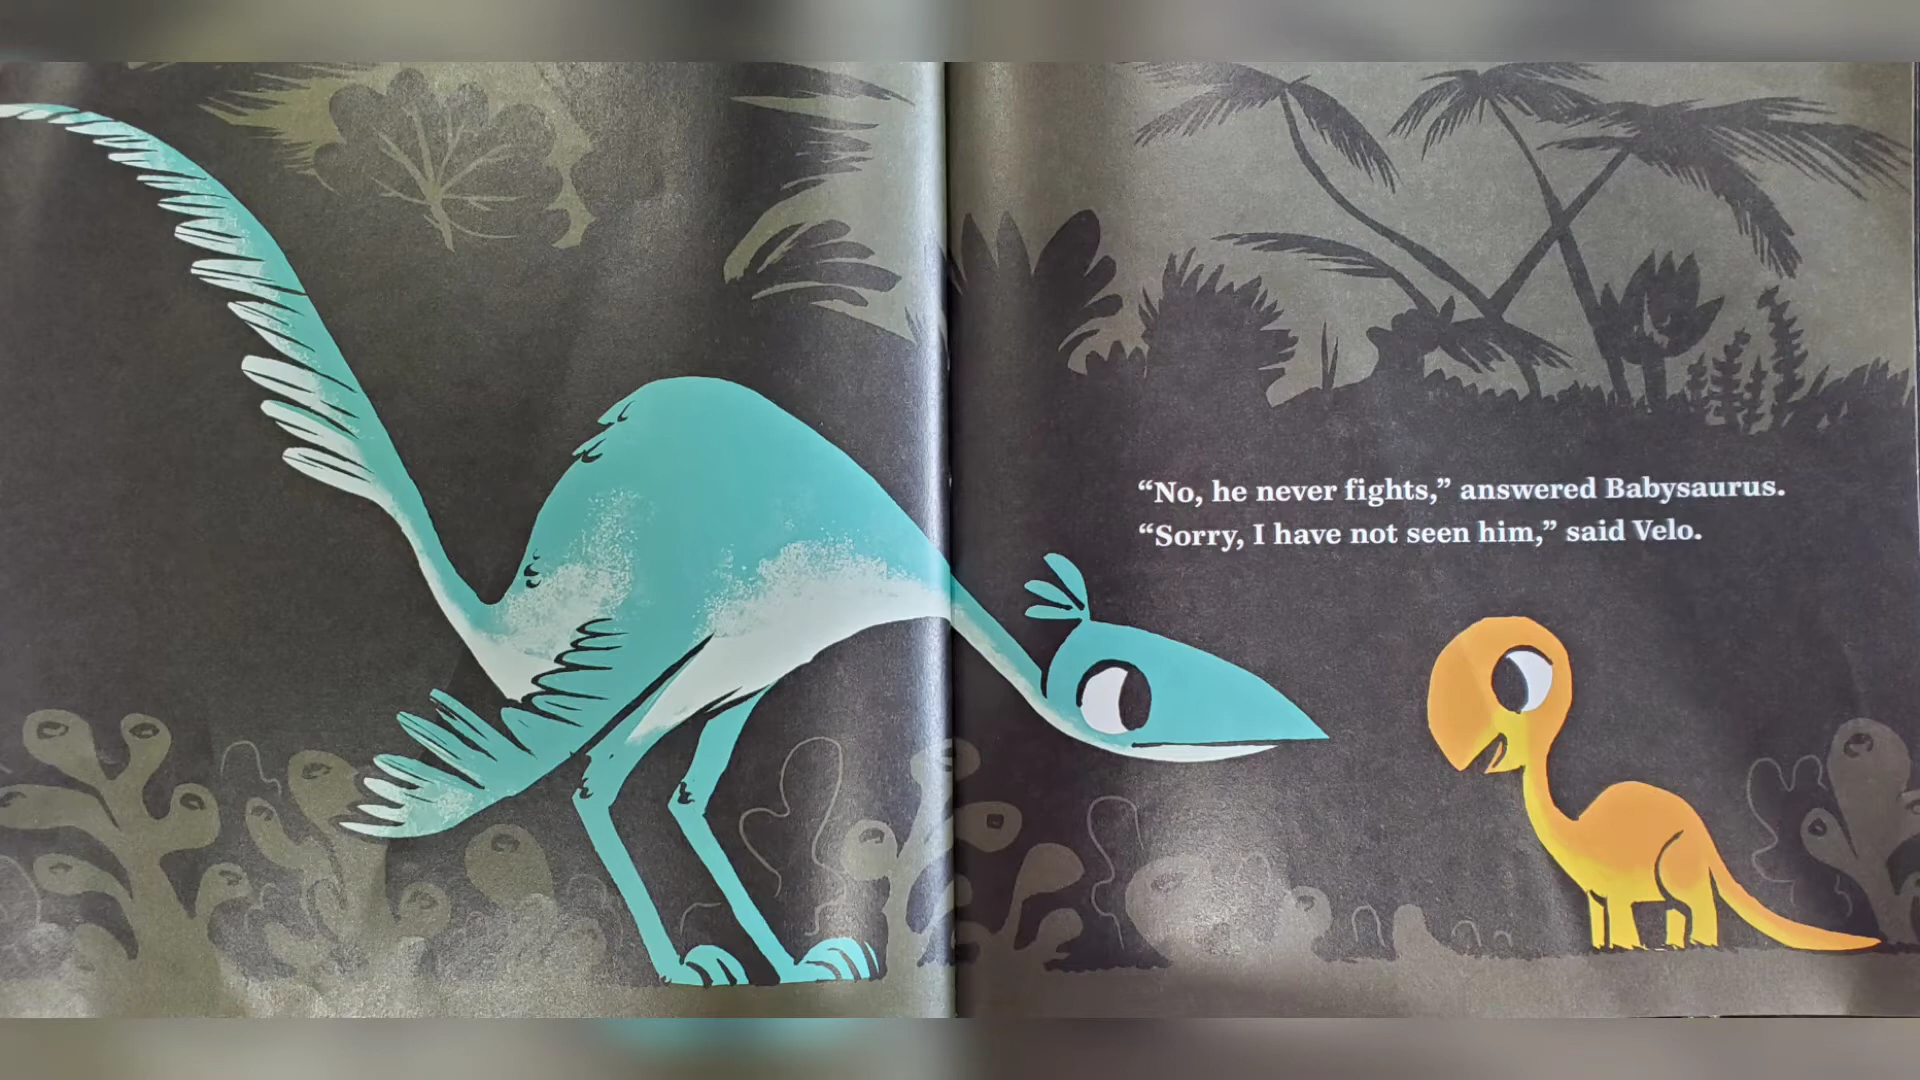 “No, he never fights,” answered Babysaurus.
“Sorry, I have not seen him,” said Velo.